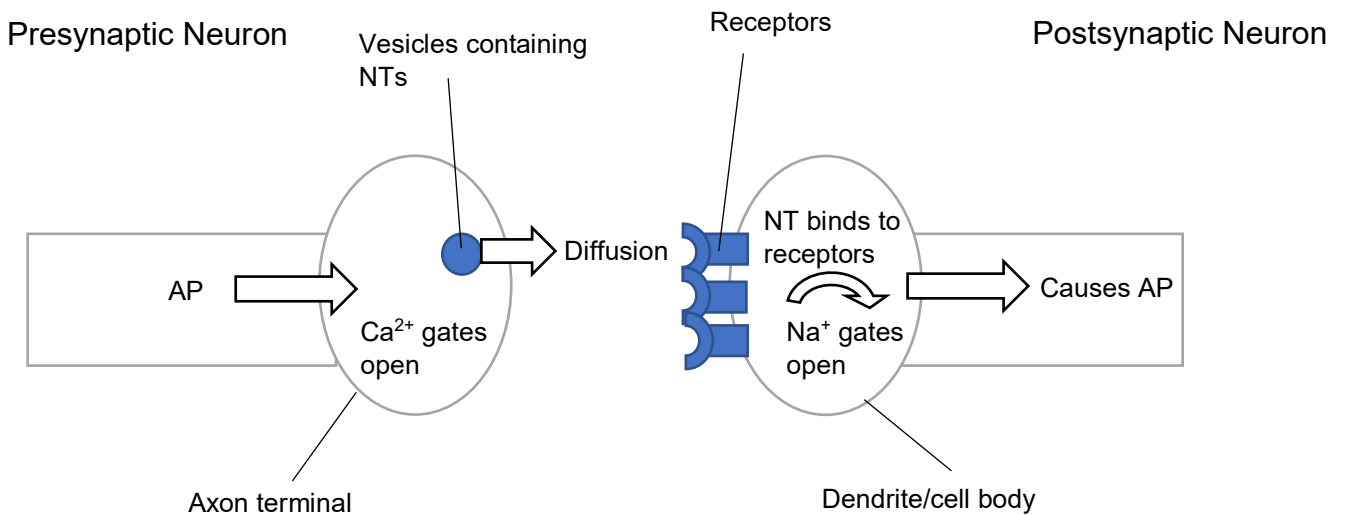 Presynaptic Neuron
Vesicles containing
NTs
Receptors
Postsynaptic Neuron
AP
Ca²⁺ gates
open
Diffusion
NT binds to
receptors
Na⁺ gates
open
Causes AP
Axon terminal
Dendrite/cell body